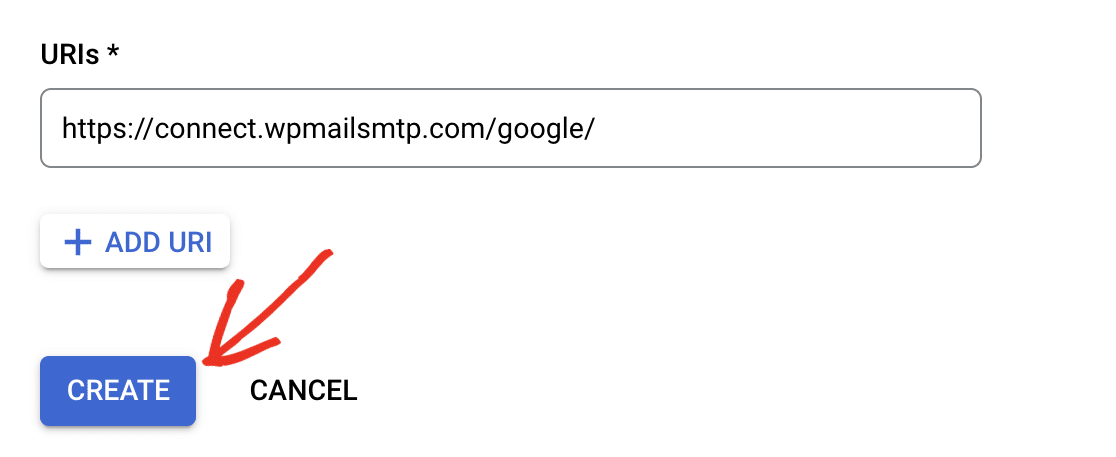 URIs *
https://connect.wpmailsmtp.com/google/
+ ADD URI
CREATE
CANCEL